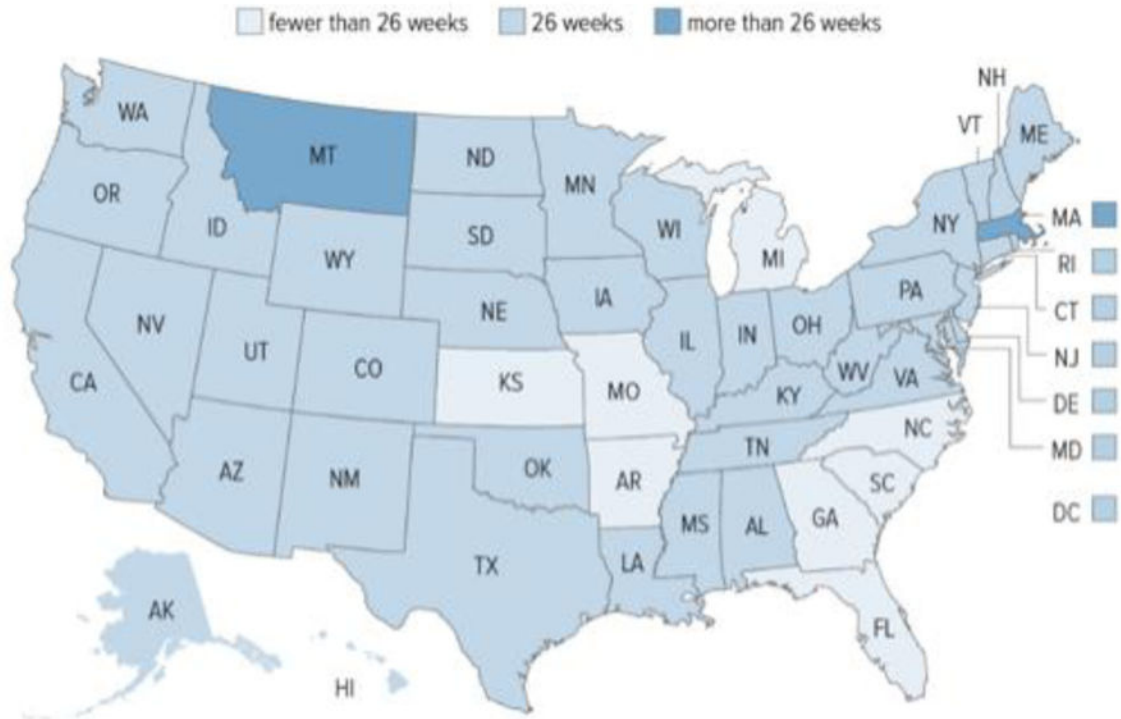 fewer than 26 weeks 26 weeks more than 26 weeks
NH
VT
ME
WA
MT
ND
MN
OR
ID
SD
WI
NY
MA
WY
MI
RI
NE
IA
PA
CT
NV
UT
CO
IL
IN
OH
NJ
CA
KS
MO
WV
VA
DE
KY
NC
MD
AZ
NM
OK
TN
AR
SC
DC
MS
AL
GA
TX
LA
AK
FL
HI